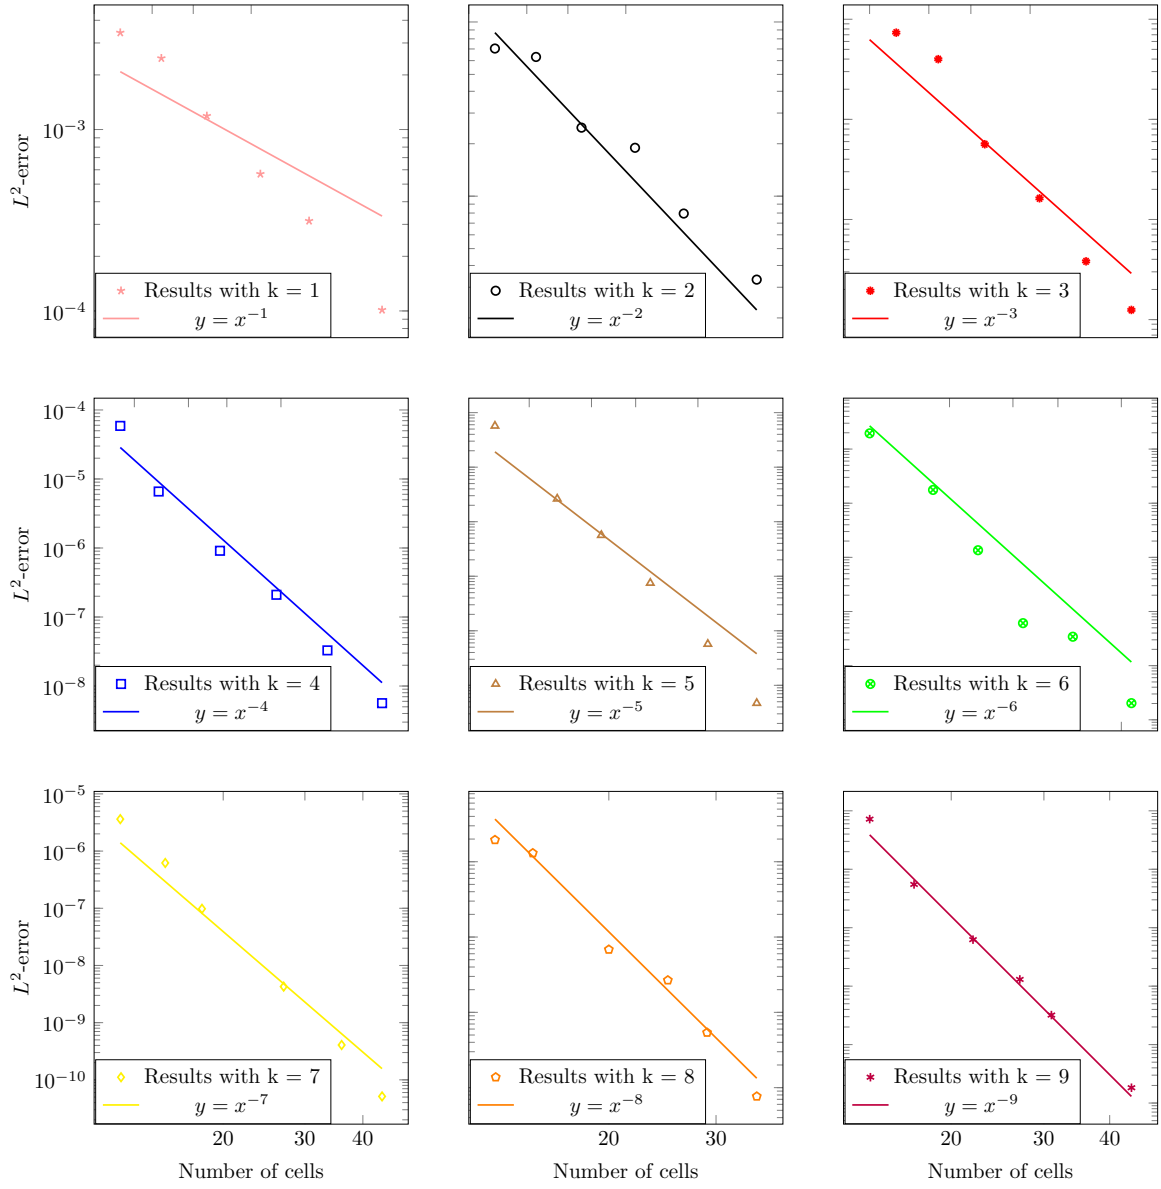 10⁻³
10⁻⁴
L²-error
Results with k = 1
y = x⁻¹
Results with k = 2
y = x⁻²
Results with k = 3
y = x⁻³
10⁻⁴
10⁻⁵
10⁻⁶
10⁻⁷
10⁻⁸
L²-error
Results with k = 4
y = x⁻⁴
Results with k = 5
y = x⁻⁵
Results with k = 6
y = x⁻⁶
10⁻⁵
10⁻⁶
10⁻⁷
10⁻⁸
10⁻⁹
10⁻¹⁰
L²-error
Results with k = 7
y = x⁻⁷
20 30 40
Number of cells
Results with k = 8
y = x⁻⁸
20 30
Number of cells
Results with k = 9
y = x⁻⁹
20 30 40
Number of cells